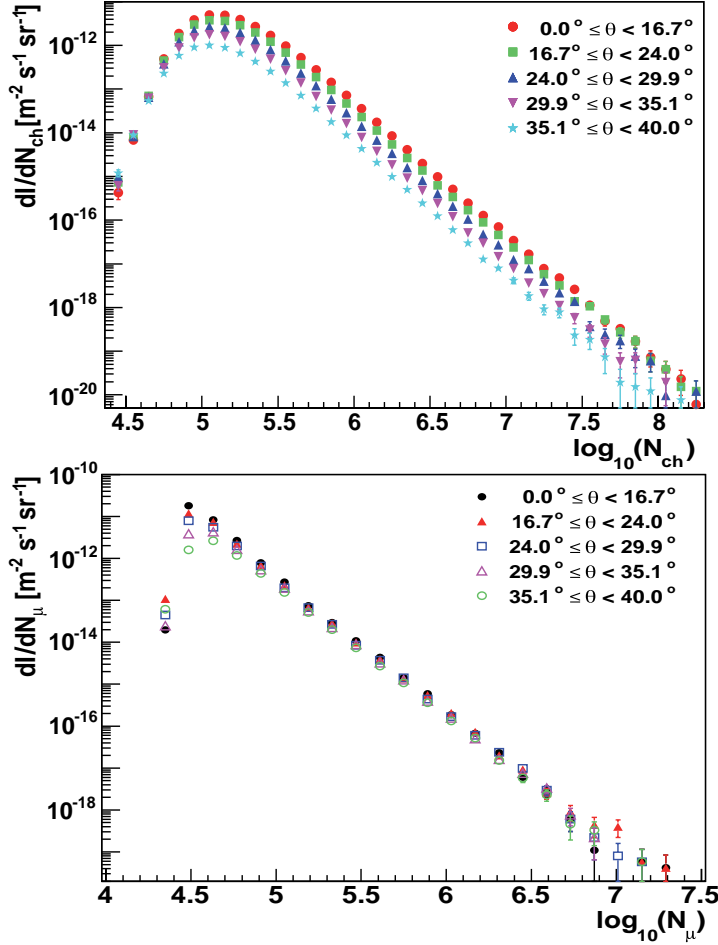 dI/dN_ch [m⁻² s⁻¹ sr⁻¹]
10⁻¹²
10⁻¹⁴
10⁻¹⁶
10⁻¹⁸
10⁻²⁰
0.0° ≤ θ < 16.7°
16.7° ≤ θ < 24.0°
24.0° ≤ θ < 29.9°
29.9° ≤ θ < 35.1°
35.1° ≤ θ < 40.0°
4.5 5 5.5 6 6.5 7 7.5 8
log₁₀(N_ch)
dI/dN_μ [m⁻² s⁻¹ sr⁻¹]
10⁻¹⁰
10⁻¹²
10⁻¹⁴
10⁻¹⁶
10⁻¹⁸
0.0° ≤ θ < 16.7°
16.7° ≤ θ < 24.0°
24.0° ≤ θ < 29.9°
29.9° ≤ θ < 35.1°
35.1° ≤ θ < 40.0°
4 4.5 5 5.5 6 6.5 7 7.5
log₁₀(N_μ)